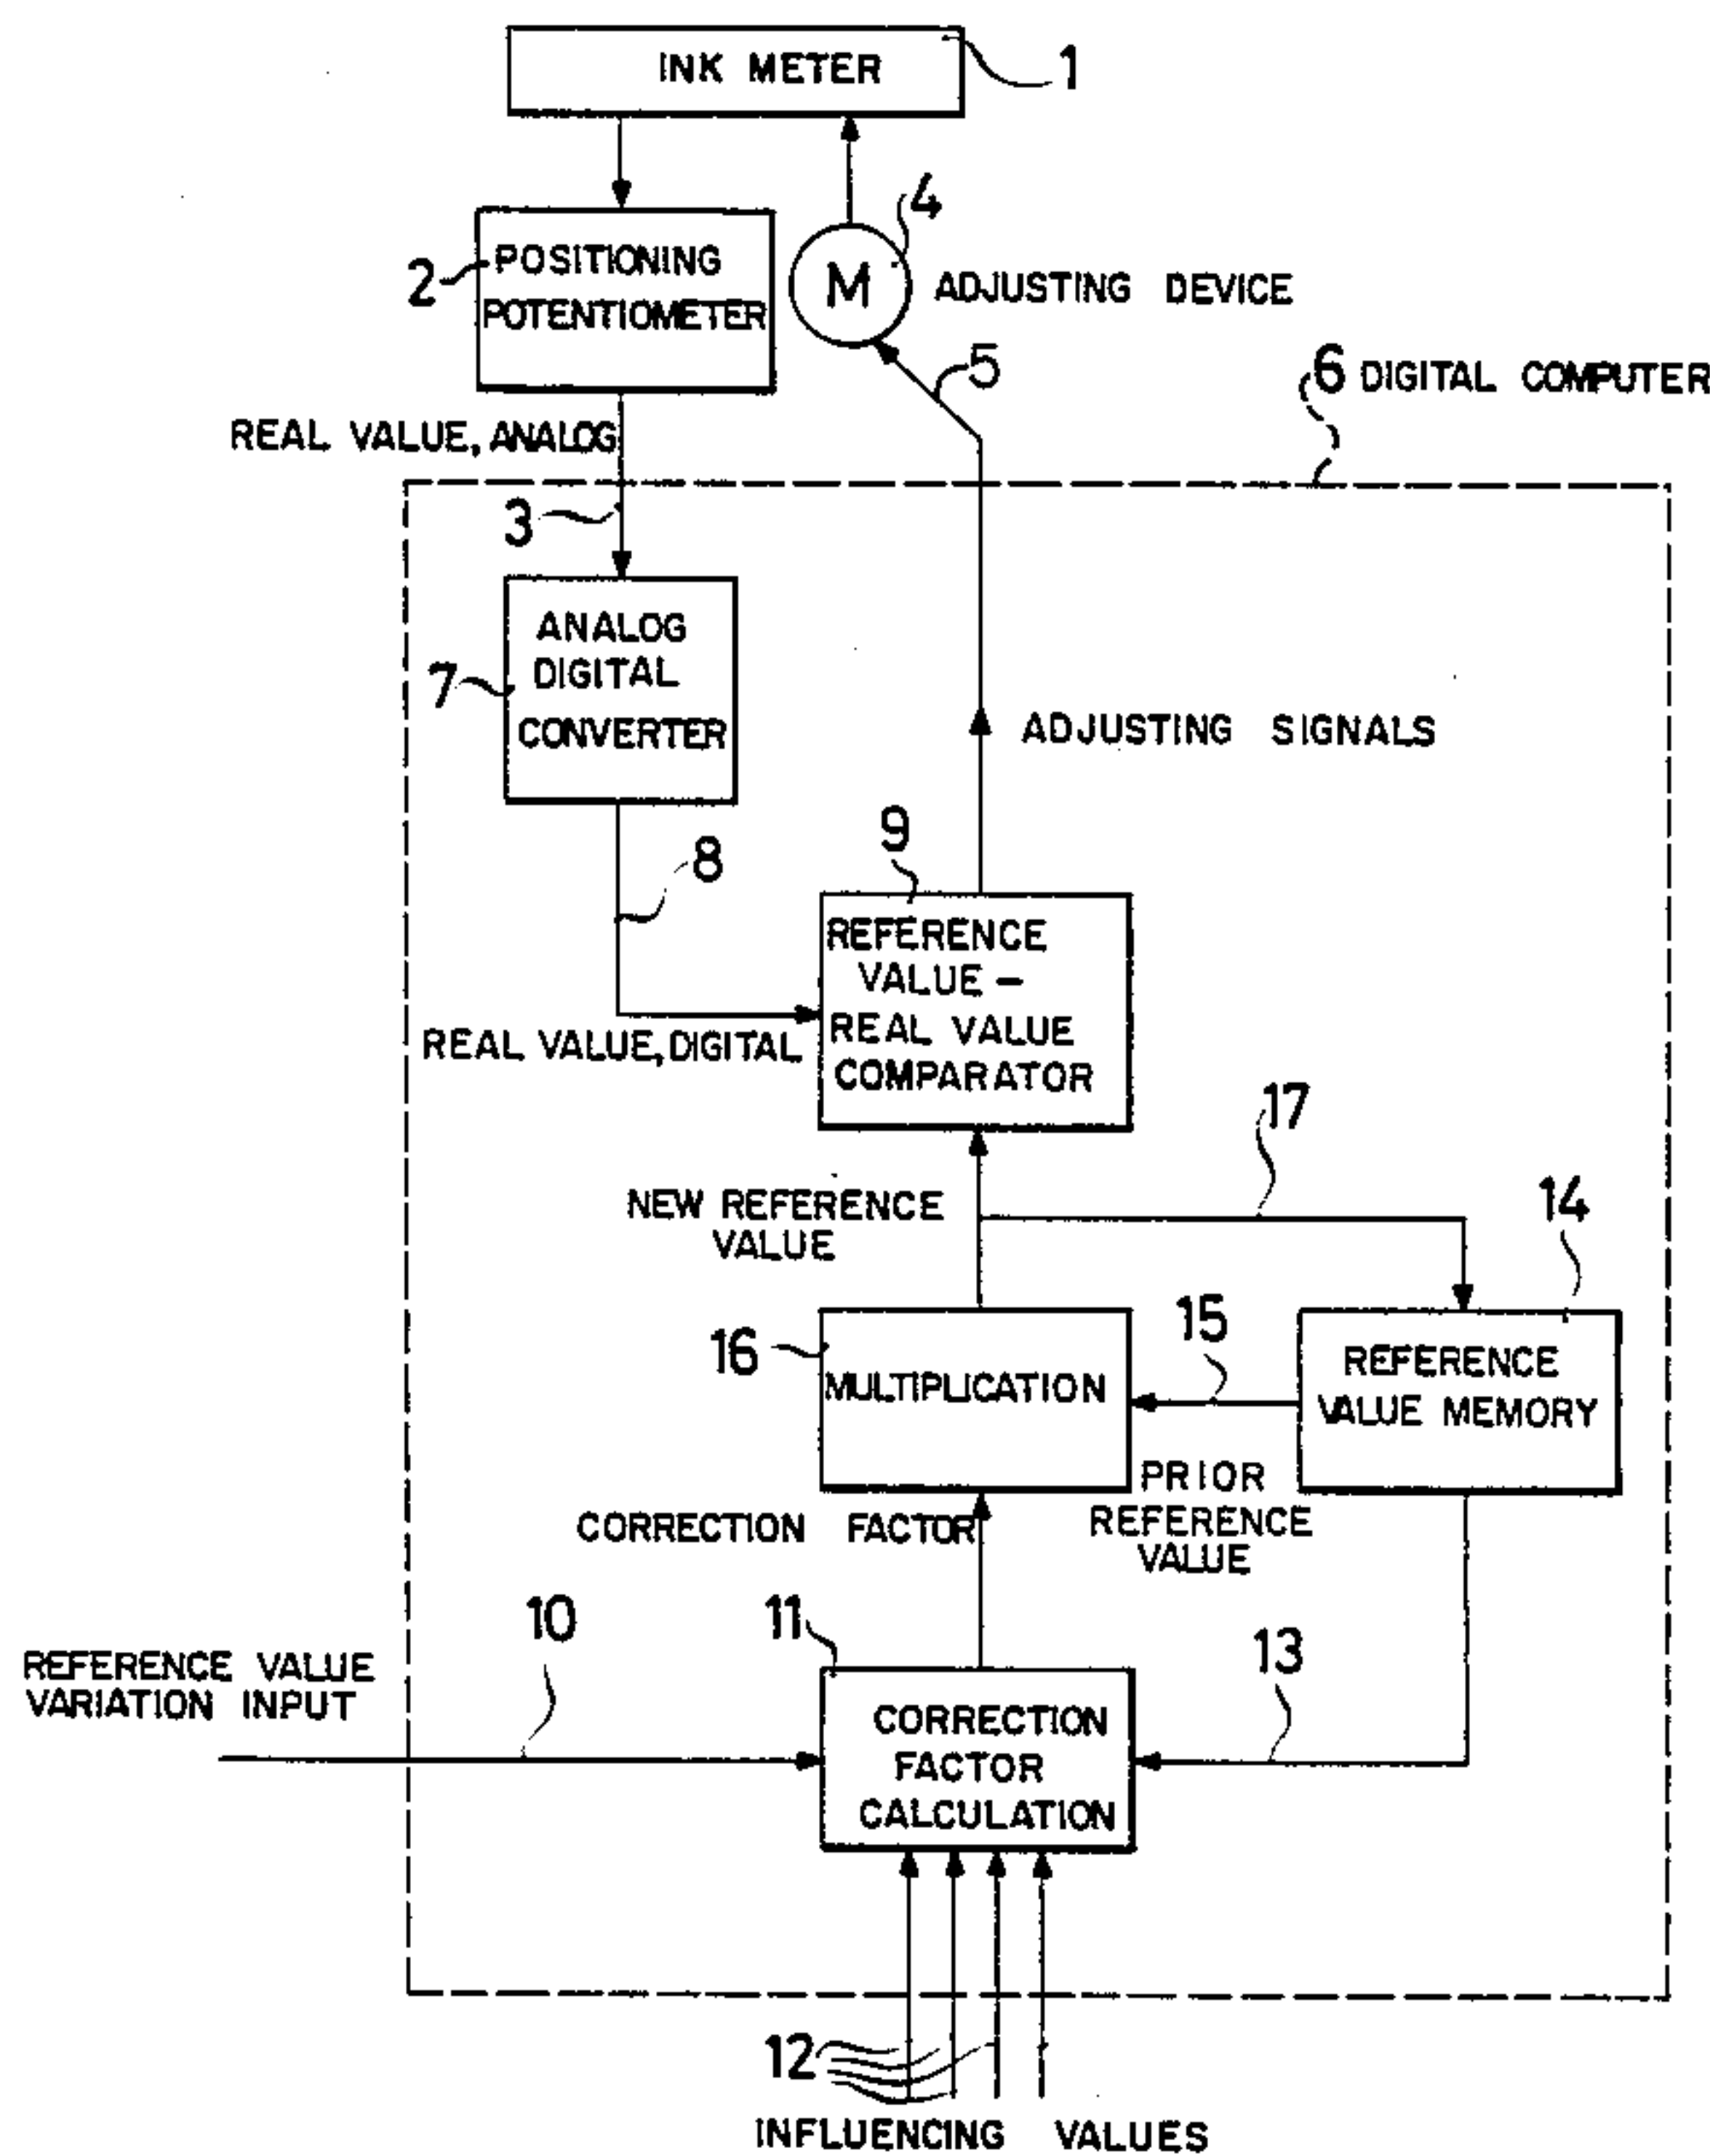 INK METER
1
4
2
POSITIONING
POTENTIOMETER
M
ADJUSTING DEVICE
5
6 DIGITAL COMPUTER
REAL VALUE, ANALOG
3
ANALOG
DIGITAL
CONVERTER
7
ADJUSTING SIGNALS
8
9
REFERENCE
VALUE –
REAL VALUE
COMPARATOR
REAL VALUE, DIGITAL
17
NEW REFERENCE
VALUE
14
16
MULTIPLICATION
15
REFERENCE
VALUE MEMORY
PRIOR
REFERENCE
VALUE
CORRECTION FACTOR
10
11
13
REFERENCE VALUE
VARIATION INPUT
CORRECTION
FACTOR
CALCULATION
12
INFLUENCING VALUES